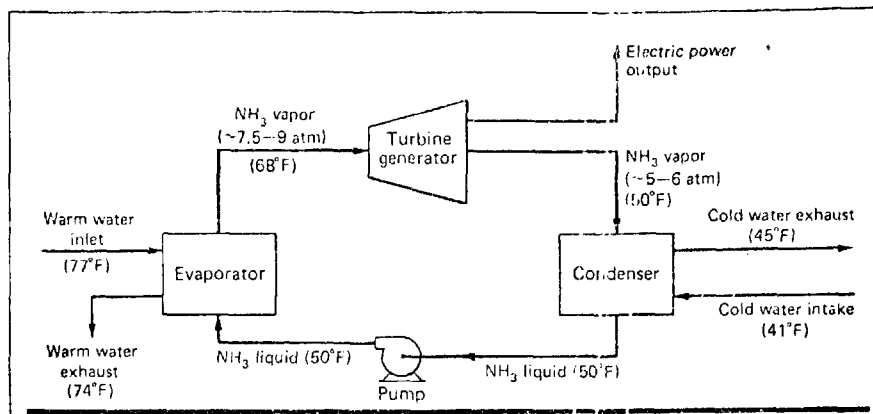 Electric power
output
NH₃ vapor
(~7.5–9 atm)
(68°F)
Turbine
generator
NH₃ vapor
(~5–6 atm)
(50°F)
Warm water
inlet
(77°F)
Evaporator
Condenser
Cold water exhaust
(45°F)
Cold water intake
(41°F)
Warm water
exhaust
(74°F)
NH₃ liquid (50°F)
Pump
NH₃ liquid (50°F)